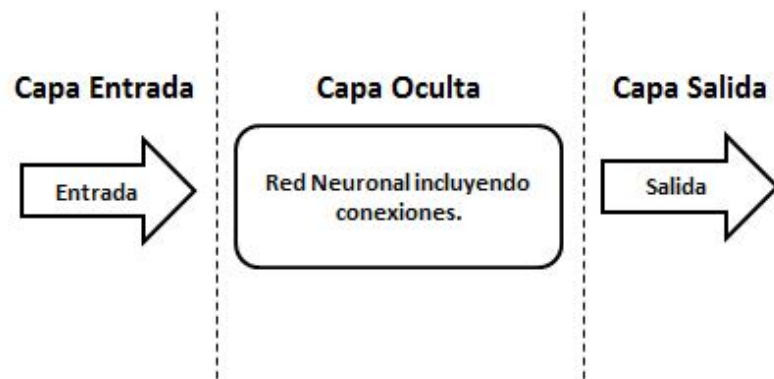 Capa Entrada
Capa Oculta
Capa Salida
Entrada
Red Neuronal incluyendo
conexiones.
Salida